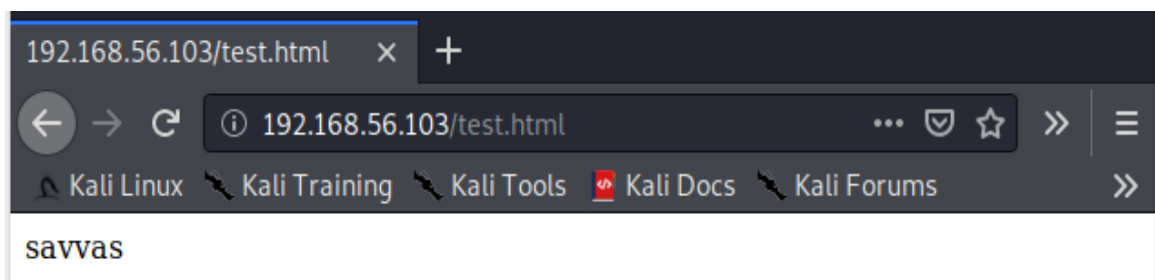 192.168.56.103/test.html
192.168.56.103/test.html
Kali Linux Kali Training Kali Tools Kali Docs Kali Forums
savvas